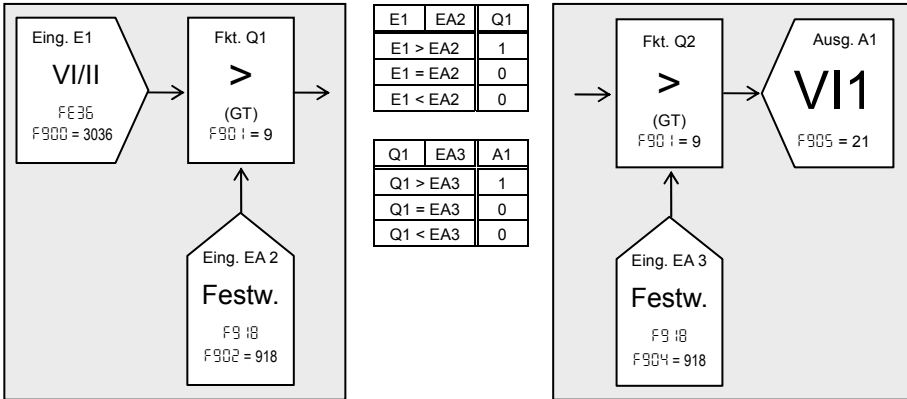 Eing. E1
VI/II
FE36
F900 = 3036
Fkt. Q1
>
(GT)
F901 = 9
Eing. EA 2
Festw.
F918
F902 = 918
E1 EA2 Q1
E1 > EA2 1
E1 = EA2 0
E1 < EA2 0
Q1 EA3 A1
Q1 > EA3 1
Q1 = EA3 0
Q1 < EA3 0
Fkt. Q2
>
(GT)
F901 = 9
Ausg. A1
VI1
F905 = 21
Eing. EA 3
Festw.
F918
F904 = 918